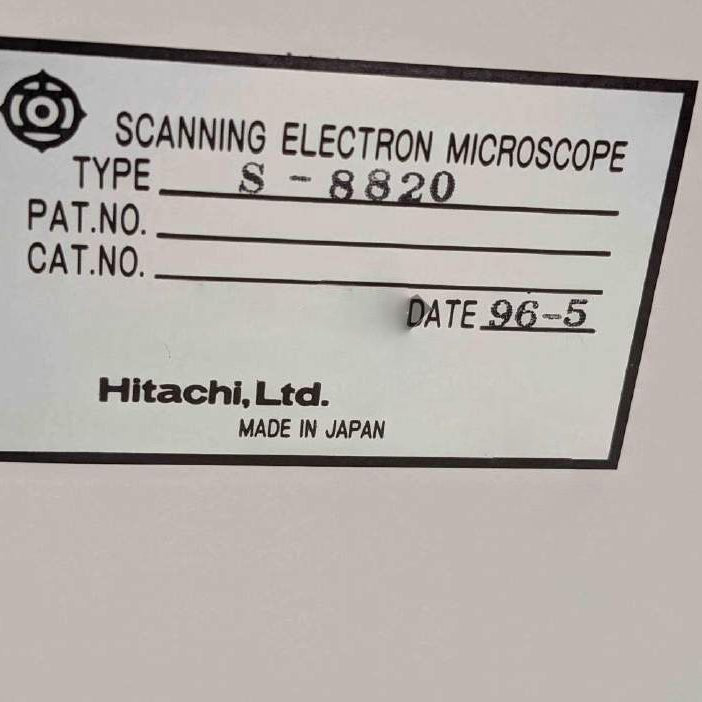 SCANNING ELECTRON MICROSCOPE
TYPE S-8820
PAT.NO.
CAT.NO.
DATE 96-5
Hitachi,Ltd.
MADE IN JAPAN